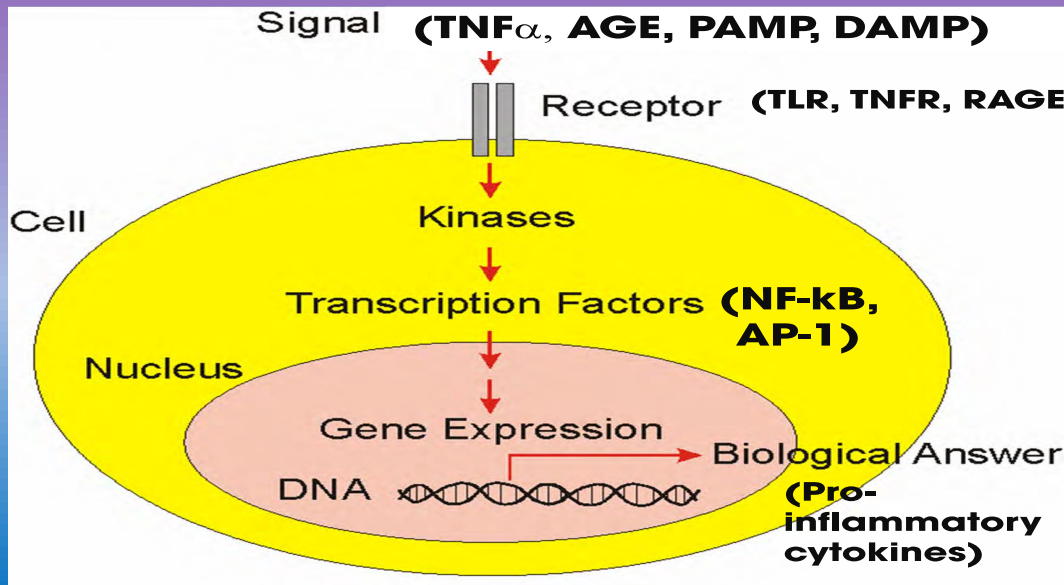 Signal (TNFα, AGE, PAMP, DAMP)
Receptor (TLR, TNFR, RAGE
Cell
Kinases
Transcription Factors (NF-kB,
AP-1)
Nucleus
Gene Expression
Biological Answer
DNA
(Pro-
inflammatory
cytokines)